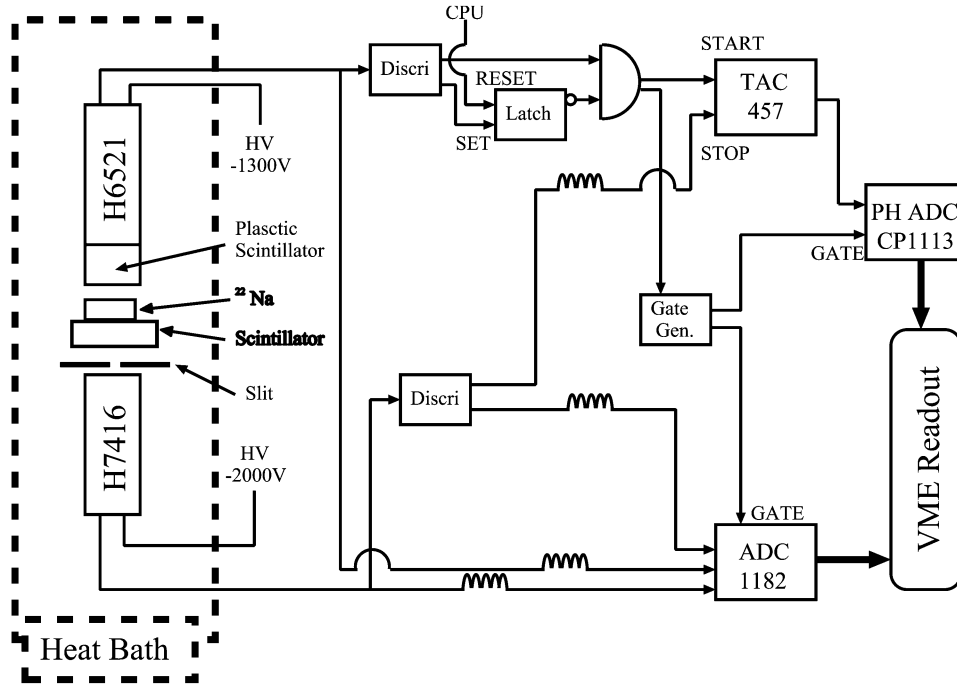 CPU
Discri
RESET
Latch
SET
START
TAC
457
STOP
H6521
HV
-1300V
PH ADC
CP1113
GATE
Plasctic
Scintillator
²² Na
Scintillator
Gate
Gen.
Slit
Discri
H7416
HV
-2000V
VME Readout
GATE
ADC
1182
Heat Bath